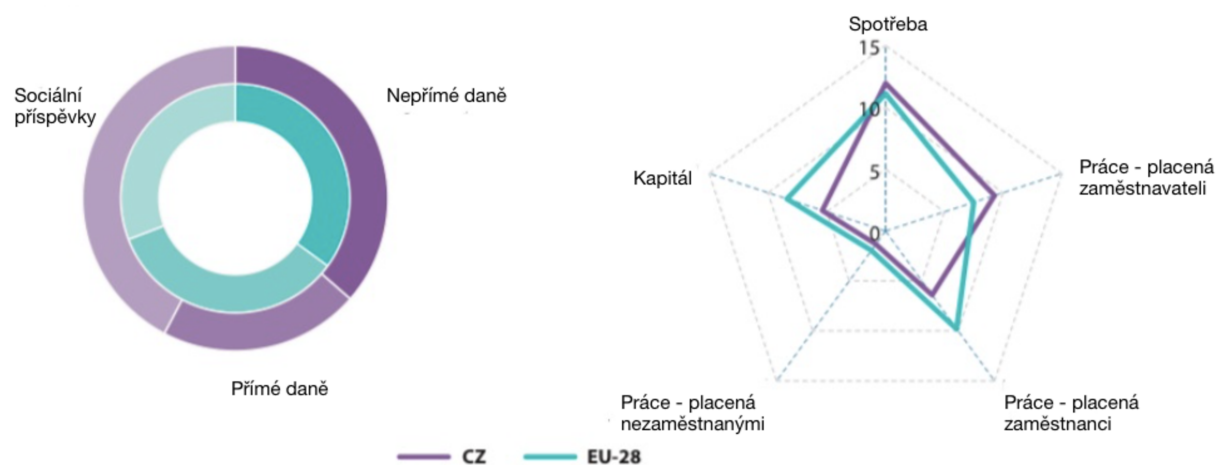 Sociální
příspěvky
Nepřímé daně
Přímé daně
Spotřeba
15
10
5
0
Kapitál
Práce - placená
zaměstnavateli
Práce - placená
nezaměstnanými
Práce - placená
zaměstnanci
CZ
EU-28